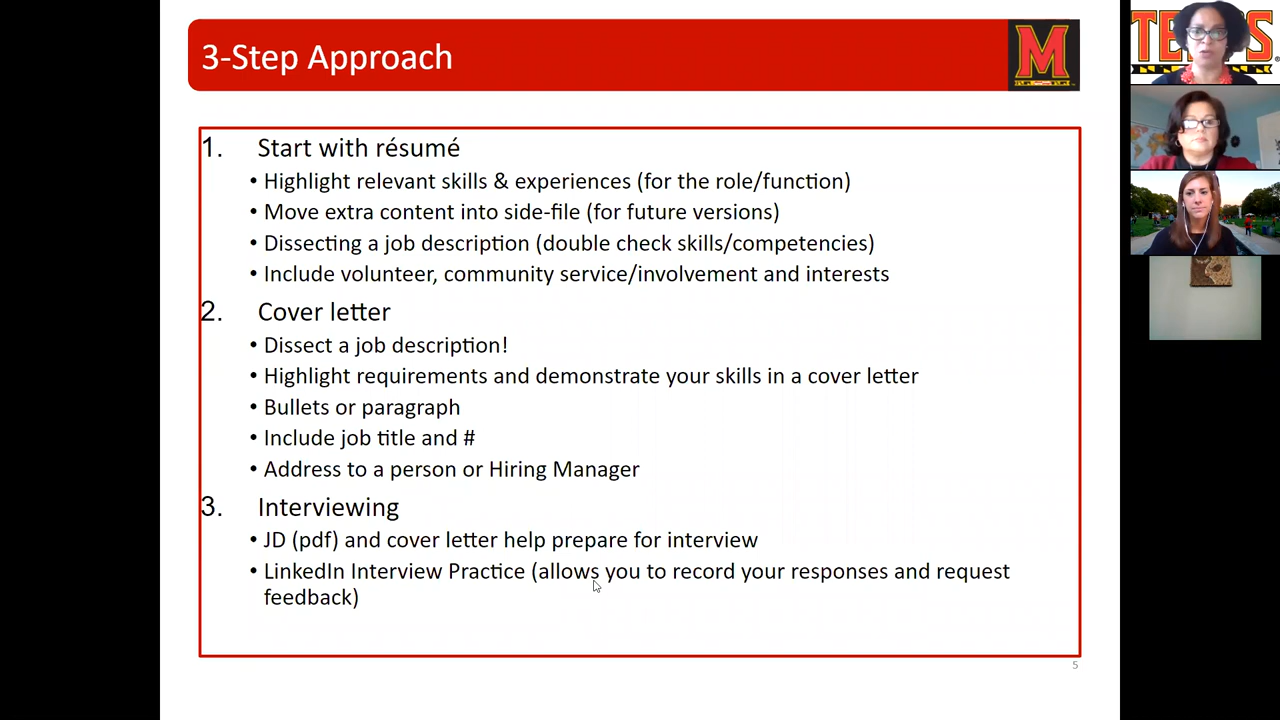 3-Step Approach
M
TERPS
1. Start with résumé
• Highlight relevant skills & experiences (for the role/function)
• Move extra content into side-file (for future versions)
• Dissecting a job description (double check skills/competencies)
• Include volunteer, community service/involvement and interests
2. Cover letter
• Dissect a job description!
• Highlight requirements and demonstrate your skills in a cover letter
• Bullets or paragraph
• Include job title and #
• Address to a person or Hiring Manager
3. Interviewing
• JD (pdf) and cover letter help prepare for interview
• LinkedIn Interview Practice (allows you to record your responses and request
feedback)
5